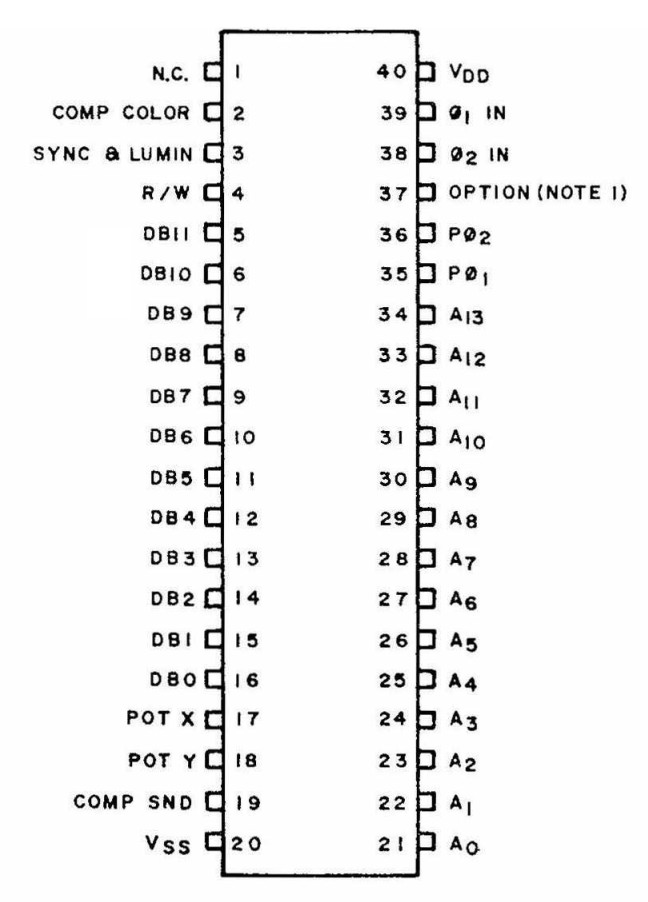 N.C. 1 40 V_DD
COMP COLOR 2 39 Ø₁ IN
SYNC & LUMIN 3 38 Ø₂ IN
R/W 4 37 OPTION (NOTE 1)
DB11 5 36 PØ₂
DB10 6 35 PØ₁
DB9 7 34 A₁₃
DB8 8 33 A₁₂
DB7 9 32 A₁₁
DB6 10 31 A₁₀
DB5 11 30 A₉
DB4 12 29 A₈
DB3 13 28 A₇
DB2 14 27 A₆
DB1 15 26 A₅
DB0 16 25 A₄
POT X 17 24 A₃
POT Y 18 23 A₂
COMP SND 19 22 A₁
V_SS 20 21 A₀